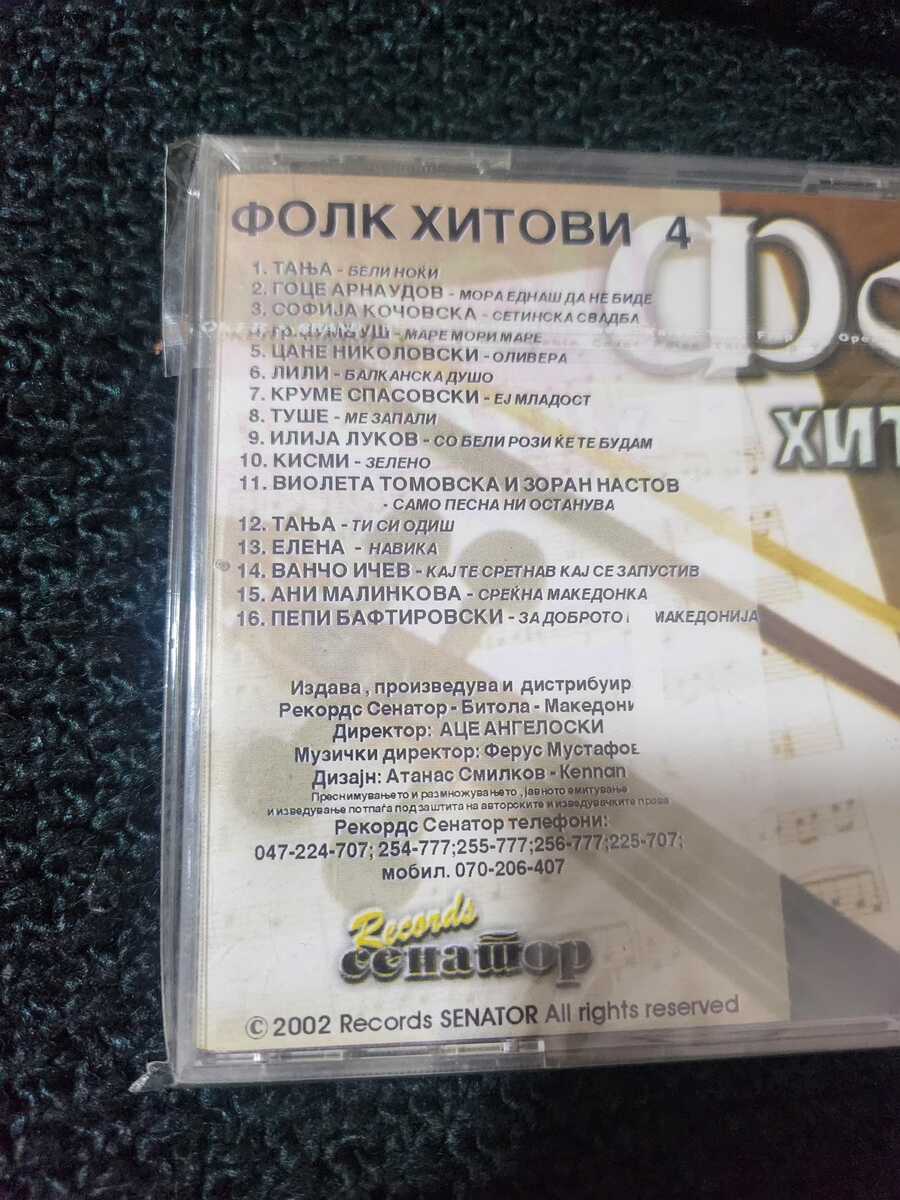 ФОЛК ХИТОВИ 4
1. ТАЊА - БЕЛИ НОЌИ
2. ГОЦЕ АРНАУДОВ - МОРА ЕДНАШ ДА НЕ БИДЕ
3. СОФИЈА КОЧОВСКА - СЕТИНСКА СВАДБА
4. - МАРЕ МОРИ МАРЕ
5. ЦАНЕ НИКОЛОВСКИ - ОЛИВЕРА
6. ЛИЛИ - БАЛКАНСКА ДУШО
7. КРУМЕ СПАСОВСКИ - ЕЈ МЛАДОСТ
8. ТУШЕ - МЕ ЗАПАЛИ
9. ИЛИЈА ЛУКОВ - СО БЕЛИ РОЗИ ЌЕ ТЕ БУДАМ
10. КИСМИ - ЗЕЛЕНО
11. ВИОЛЕТА ТОМОВСКА И ЗОРАН НАСТОВ
- САМО ПЕСНА НИ ОСТАНУВА
12. ТАЊА - ТИ СИ ОДИШ
13. ЕЛЕНА - НАВИКА
14. ВАНЧО ИЧЕВ - КАЈ ТЕ СРЕТНАВ КАЈ СЕ ЗАПУСТИВ
15. АНИ МАЛИНКОВА - СРЕЌНА МАКЕДОНКА
16. ПЕПИ БАФТИРОВСКИ - ЗА ДОБРОТО МАКЕДОНИЈА
Издава, произведува и дистрибуир
Рекордс Сенатор - Битола - Македони
Директор: АЦЕ АНГЕЛОСКИ
Музички директор: Ферус Мустафов
Дизајн: Атанас Смилков - Kennan
Преснимувањето и размножувањето, јавното емитување
и изведување потпаѓа под заштита на авторските и изведувачките права
Рекордс Сенатор телефони:
047-224-707; 254-777;255-777;256-777;225-707;
мобил. 070-206-407
Records
сенатор
© 2002 Records SENATOR All rights reserved
ХИТ